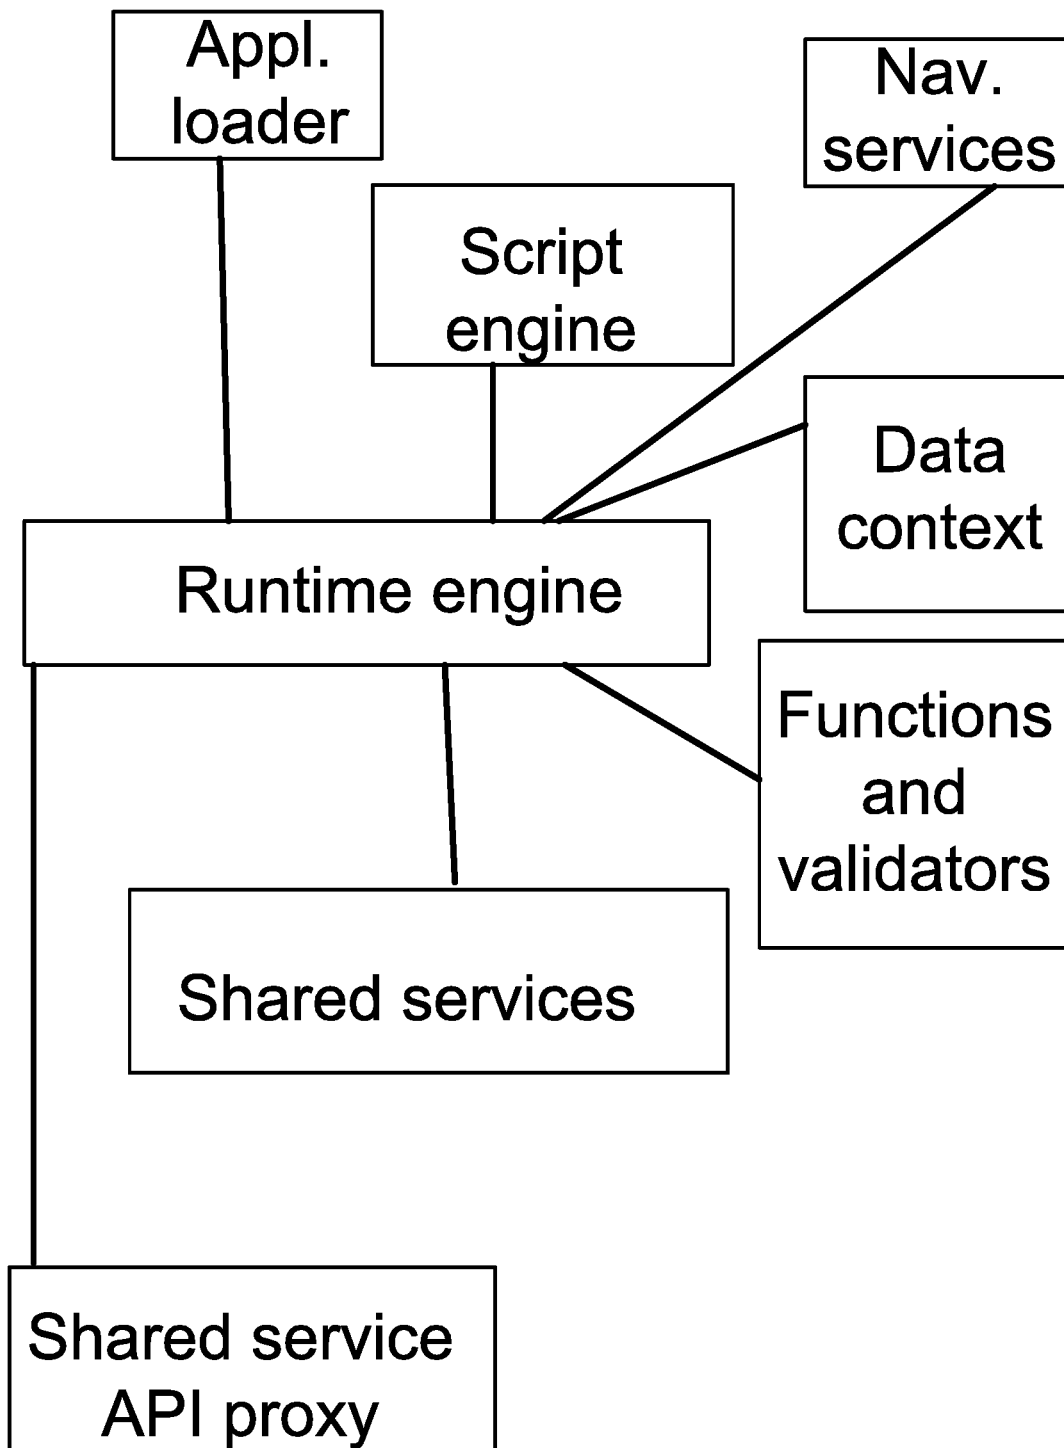 Appl.
loader
Nav.
services
Script
engine
Data
context
Runtime engine
Functions
and
validators
Shared services
Shared service
API proxy